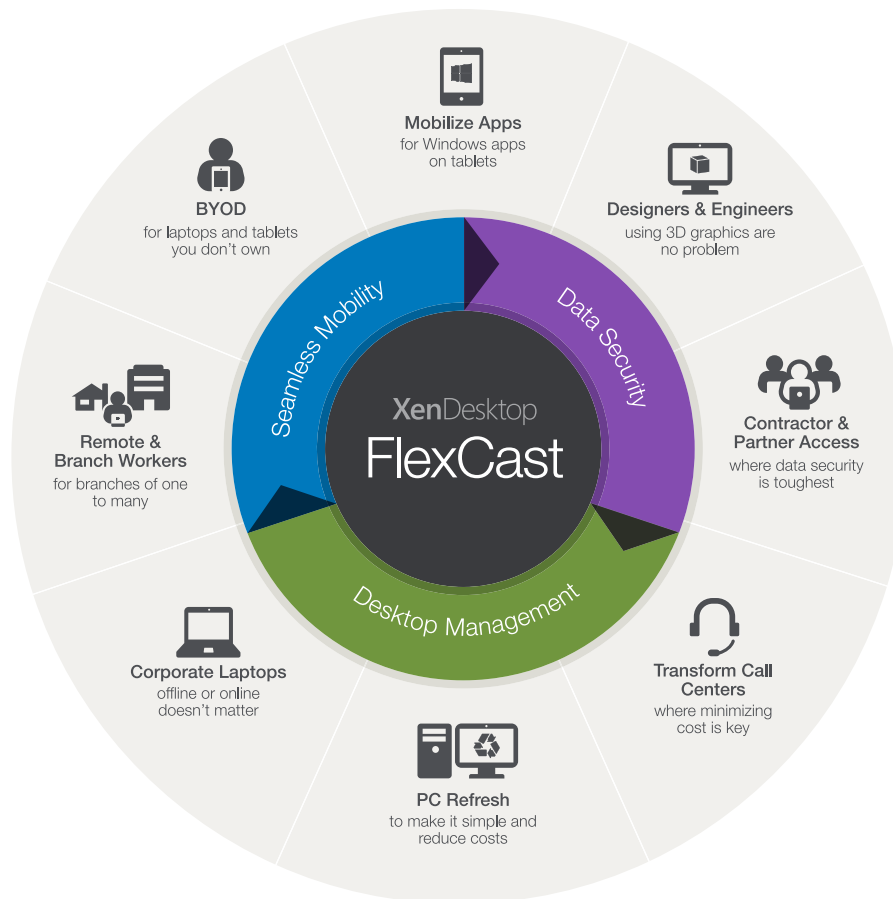 Mobilize Apps
for Windows apps
on tablets
Designers & Engineers
using 3D graphics are
no problem
Contractor &
Partner Access
where data security
is toughest
Transform Call
Centers
where minimizing
cost is key
PC Refresh
to make it simple and
reduce costs
Corporate Laptops
offline or online
doesn't matter
Remote &
Branch Workers
for branches of one
to many
BYOD
for laptops and tablets
you don't own
Seamless Mobility
Data Security
Desktop Management
XenDesktop
FlexCast